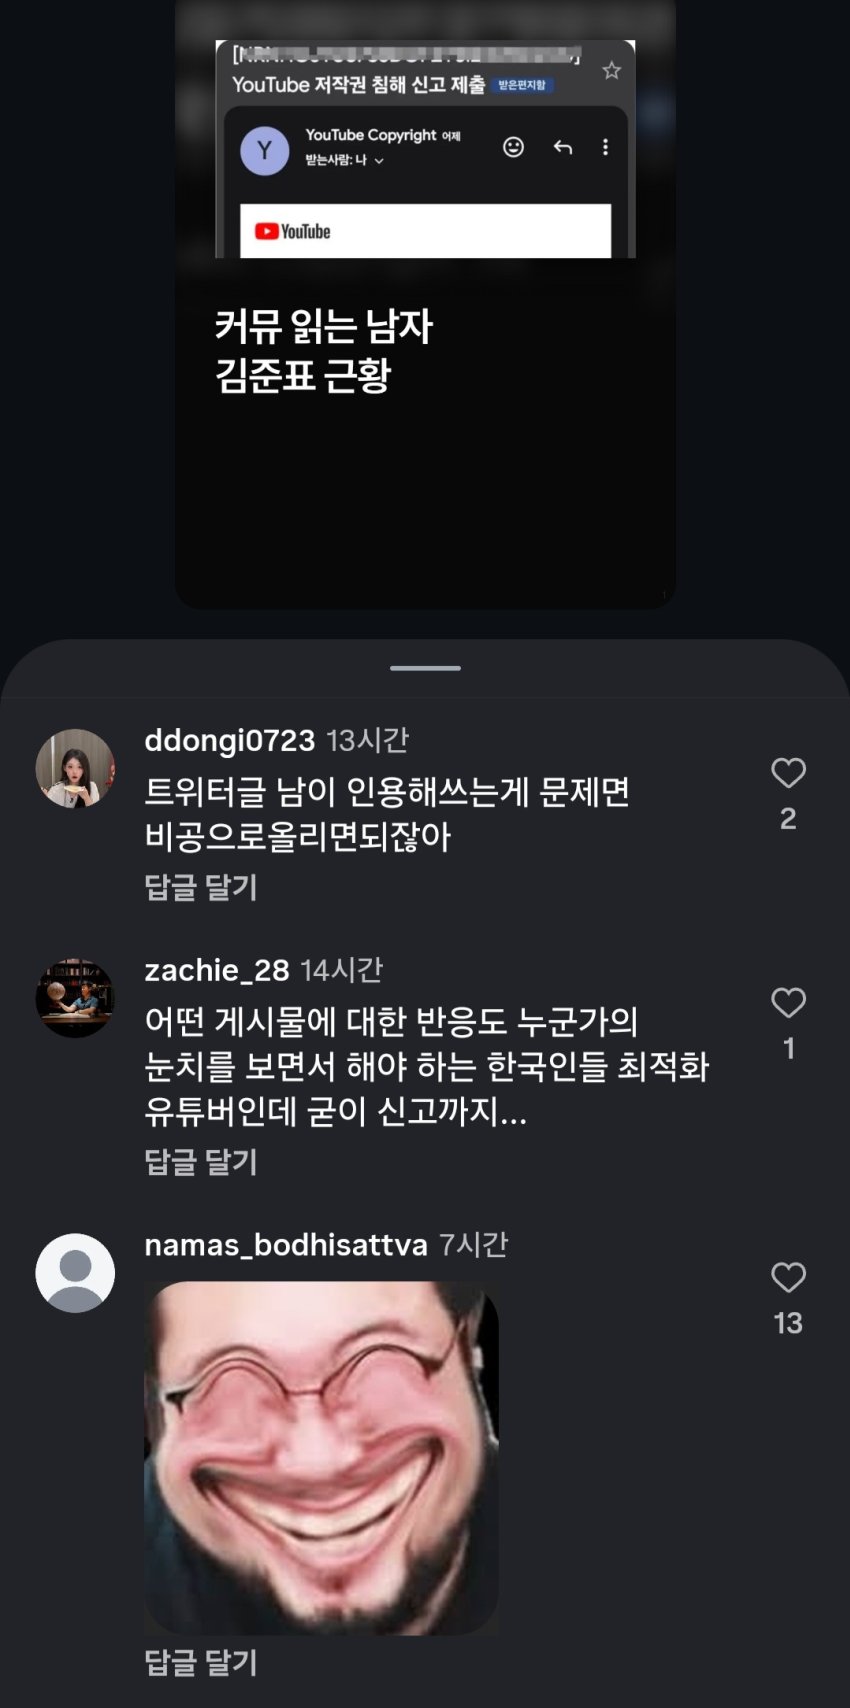 YouTube 저작권 침해 신고 제출 받은편지함
Y
YouTube Copyright 어제
받는사람: 나
YouTube
커뮤 읽는 남자
김준표 근황
ddongi0723 13시간
트위터글 남이 인용해쓰는게 문제면
비공으로올리면되잖아
2
답글 달기
zachie_28 14시간
어떤 게시물에 대한 반응도 누군가의
눈치를 보면서 해야 하는 한국인들 최적화
유튜버인데 굳이 신고까지...
1
답글 달기
namas_bodhisattva 7시간
13
답글 달기